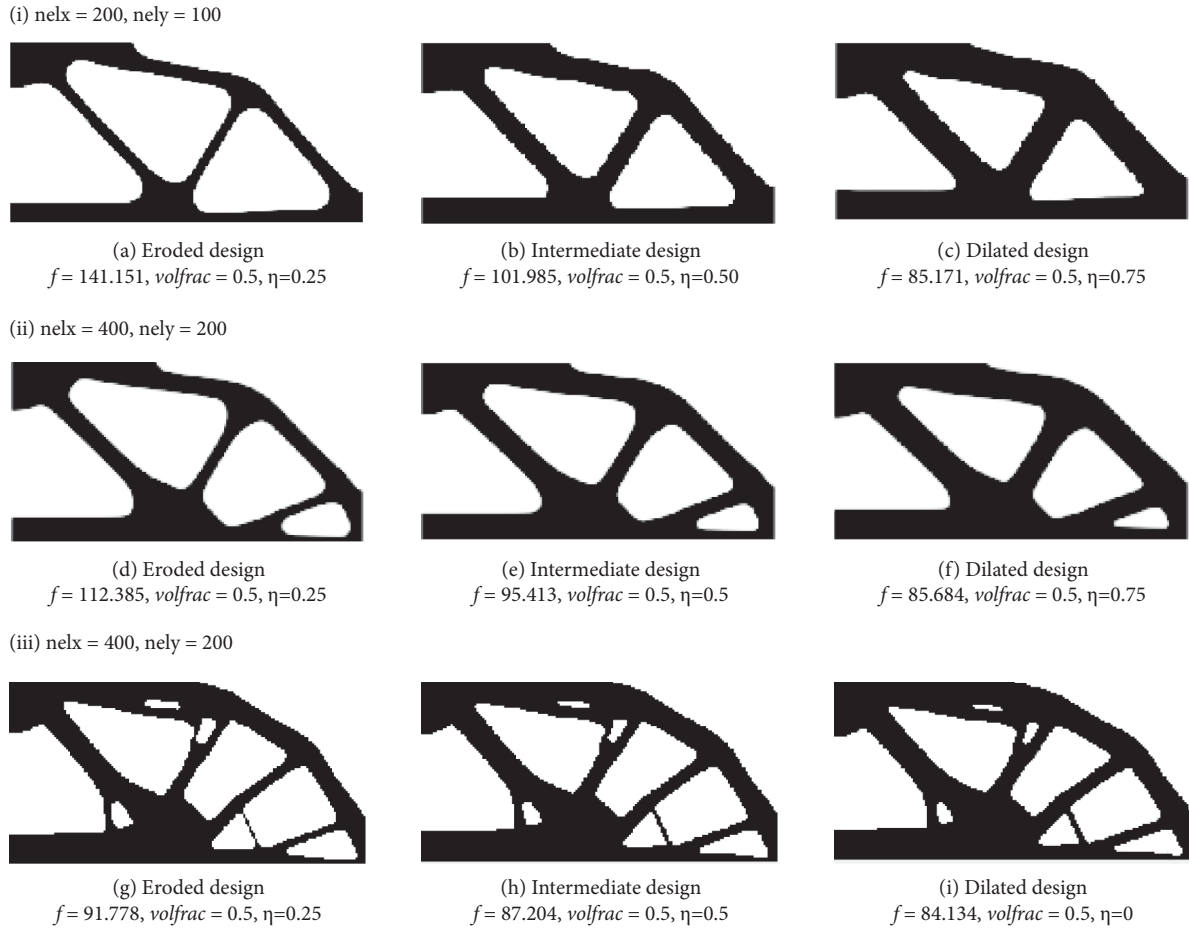 (i) nelx = 200, nely = 100
(a) Eroded design
f = 141.151, volfrac = 0.5, η=0.25
(b) Intermediate design
f = 101.985, volfrac = 0.5, η=0.50
(c) Dilated design
f = 85.171, volfrac = 0.5, η=0.75
(ii) nelx = 400, nely = 200
(d) Eroded design
f = 112.385, volfrac = 0.5, η=0.25
(e) Intermediate design
f = 95.413, volfrac = 0.5, η=0.5
(f) Dilated design
f = 85.684, volfrac = 0.5, η=0.75
(iii) nelx = 400, nely = 200
(g) Eroded design
f = 91.778, volfrac = 0.5, η=0.25
(h) Intermediate design
f = 87.204, volfrac = 0.5, η=0.5
(i) Dilated design
f = 84.134, volfrac = 0.5, η=0